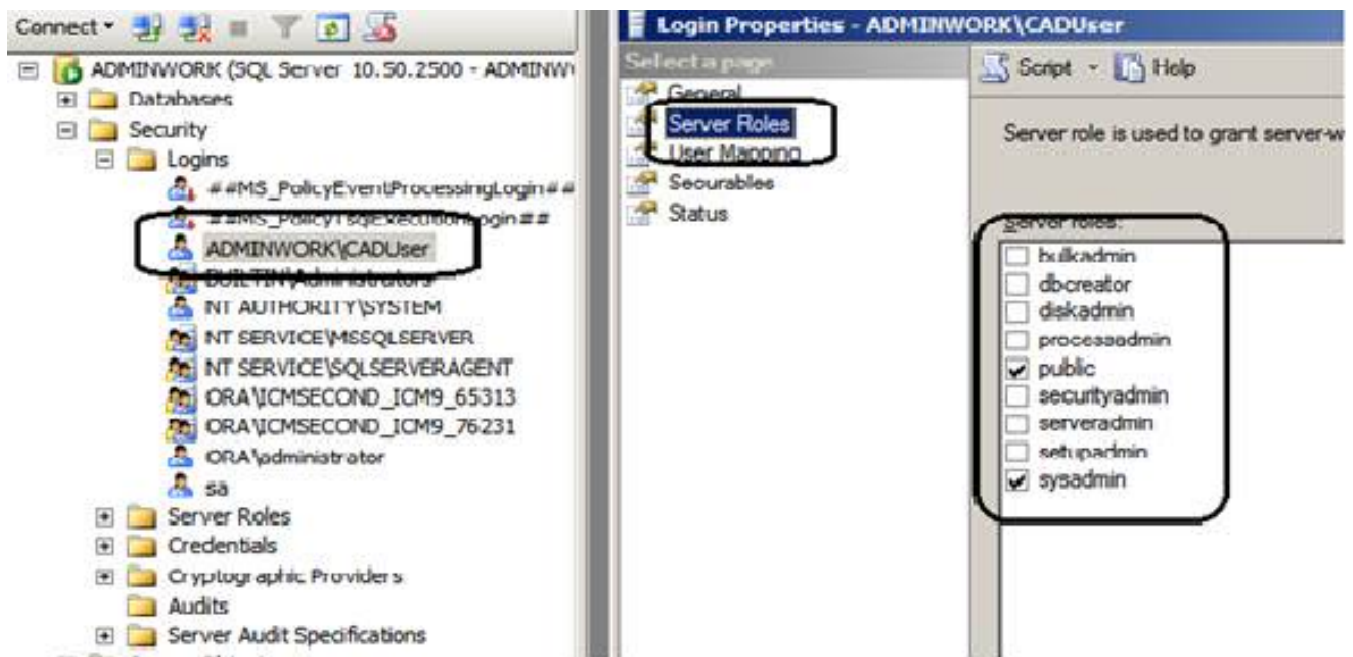 Connect
ADMINWORK (SQL Server 10.50.2500 - ADMINW
Databases
Security
Logins
##MS_PolicyEventProcessingLogin##
##MS_PolicyTsqlExecutionLogin##
ADMINWORK\CADUser
BUILTIN\Administrators
NT AUTHORITY\SYSTEM
NT SERVICE\MSSQLSERVER
NT SERVICE\SQLSERVERAGENT
ORA\ICMSECOND_ICM9_65313
ORA\ICMSECOND_ICM9_76231
ORA\administrator
sa
Server Roles
Credentials
Cryptographic Providers
Audits
Server Audit Specifications
Login Properties - ADMINWORK\CADUser
Select a page
General
Server Roles
User Mapping
Securables
Status
Script Help
Server role is used to grant server-w
Server roles:
bulkadmin
dbcreator
diskadmin
processadmin
public
securityadmin
serveradmin
setupadmin
sysadmin